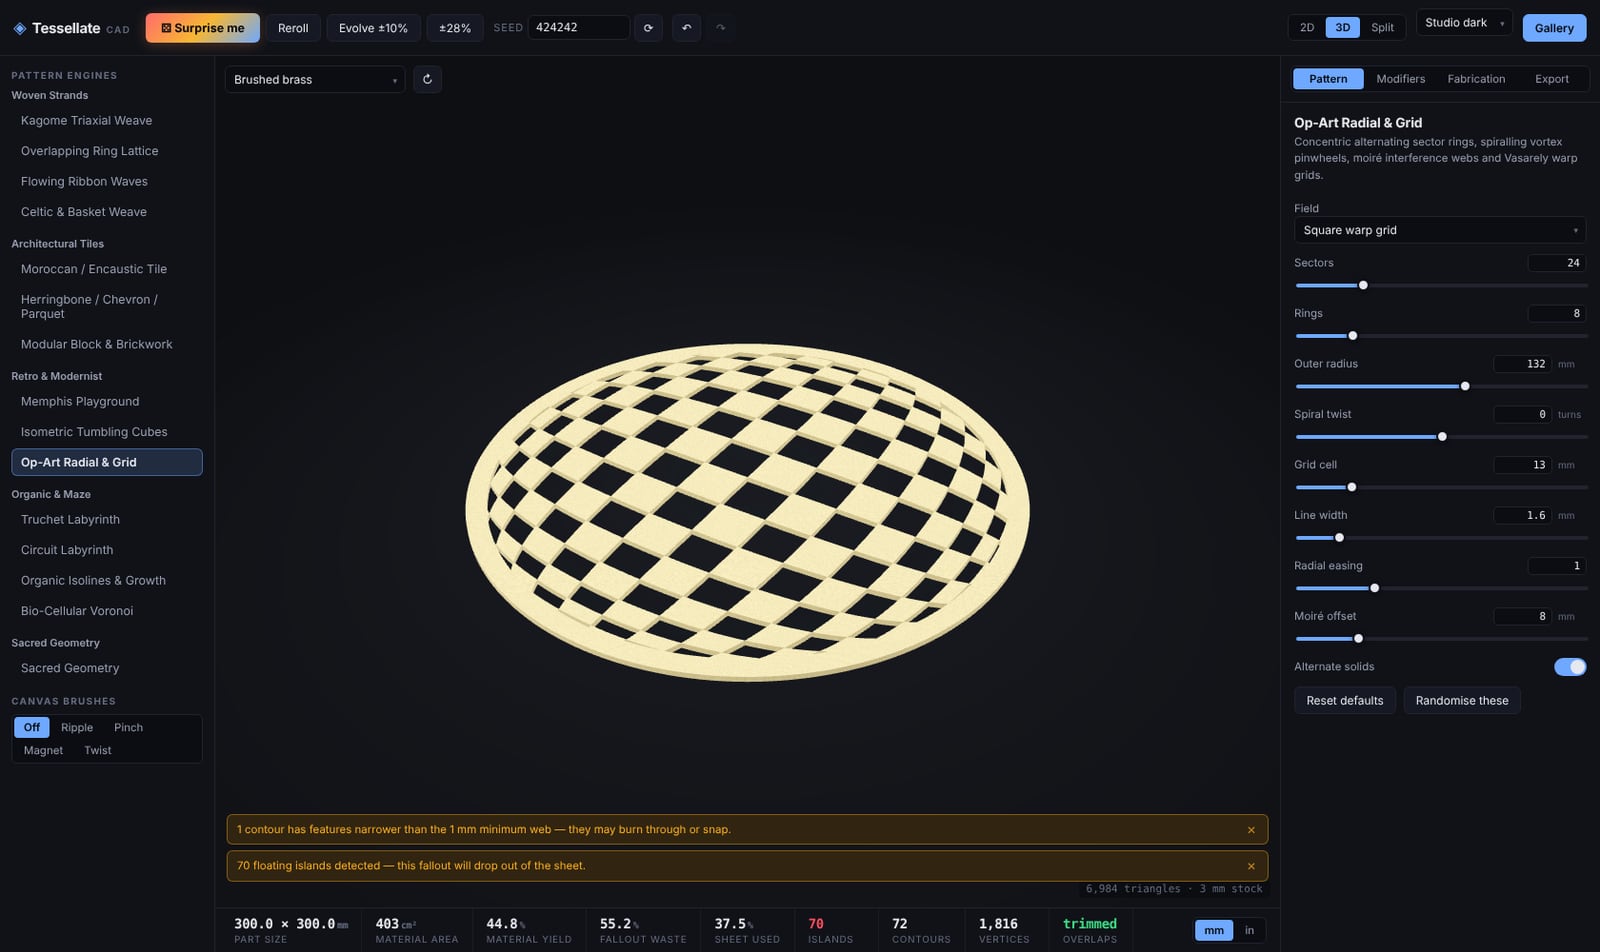 Tessellate CAD
Surprise me
Reroll
Evolve ±10%
±28%
SEED 424242
2D 3D Split
Studio dark
Gallery
PATTERN ENGINES
Woven Strands
Kagome Triaxial Weave
Overlapping Ring Lattice
Flowing Ribbon Waves
Celtic & Basket Weave
Architectural Tiles
Moroccan / Encaustic Tile
Herringbone / Chevron /
Parquet
Modular Block & Brickwork
Retro & Modernist
Memphis Playground
Isometric Tumbling Cubes
Op-Art Radial & Grid
Organic & Maze
Truchet Labyrinth
Circuit Labyrinth
Organic Isolines & Growth
Bio-Cellular Voronoi
Sacred Geometry
Sacred Geometry
CANVAS BRUSHES
Off Ripple Pinch
Magnet Twist
Brushed brass
1 contour has features narrower than the 1 mm minimum web — they may burn through or snap.
70 floating islands detected — this fallout will drop out of the sheet.
6,984 triangles · 3 mm stock
300.0 × 300.0 mm
PART SIZE
403 cm²
MATERIAL AREA
44.8 %
MATERIAL YIELD
55.2 %
FALLOUT WASTE
37.5 %
SHEET USED
70
ISLANDS
72
CONTOURS
1,816
VERTICES
trimmed
OVERLAPS
mm in
Pattern Modifiers Fabrication Export
Op-Art Radial & Grid
Concentric alternating sector rings, spiralling vortex
pinwheels, moiré interference webs and Vasarely warp
grids.
Field
Square warp grid
Sectors 24
Rings 8
Outer radius 132 mm
Spiral twist 0 turns
Grid cell 13 mm
Line width 1.6 mm
Radial easing 1
Moiré offset 8 mm
Alternate solids
Reset defaults
Randomise these